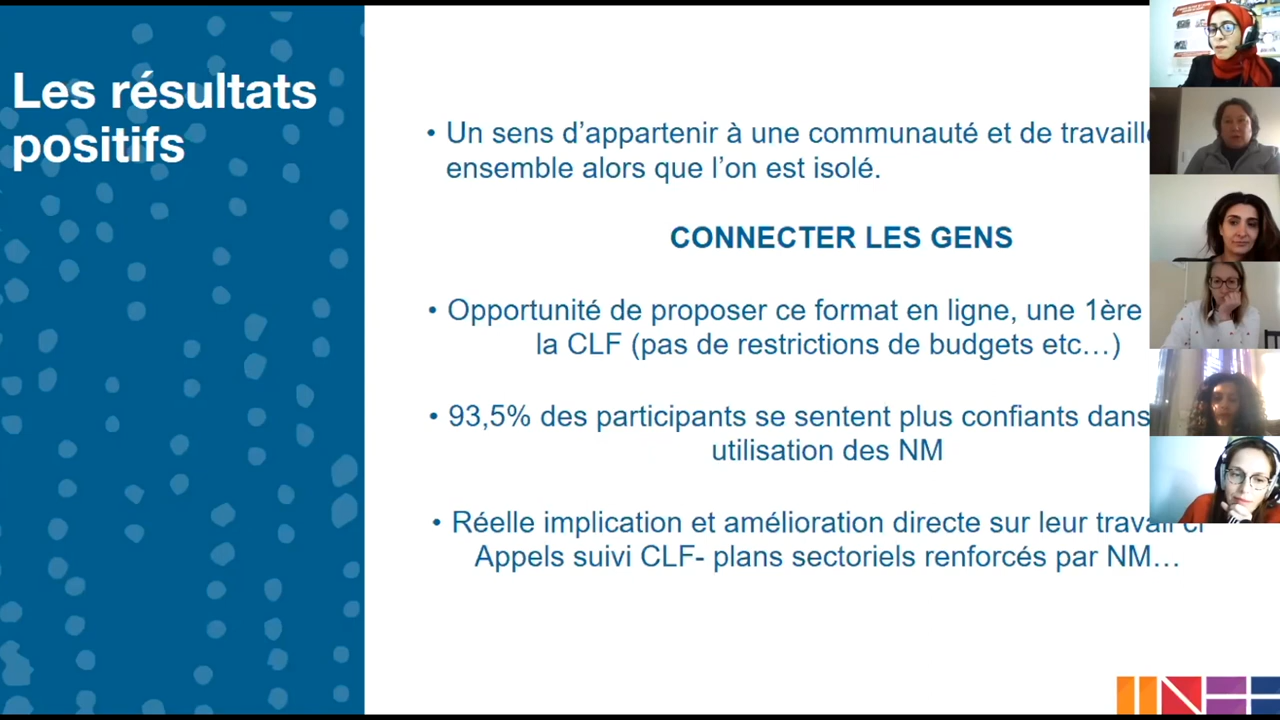 Les résultats
positifs
• Un sens d’appartenir à une communauté et de
ensemble alors que l’on est isolé.
CONNECTER LES GENS
• Opportunité de proposer ce format en ligne, une 1ère
la CLF (pas de restrictions de budgets etc…)
• 93,5% des participants se sentent plus confiants dans
utilisation des NM
• Réelle implication et amélioration directe sur leur travail
Appels suivi CLF- plans sectoriels renforcés par NM…
INEE